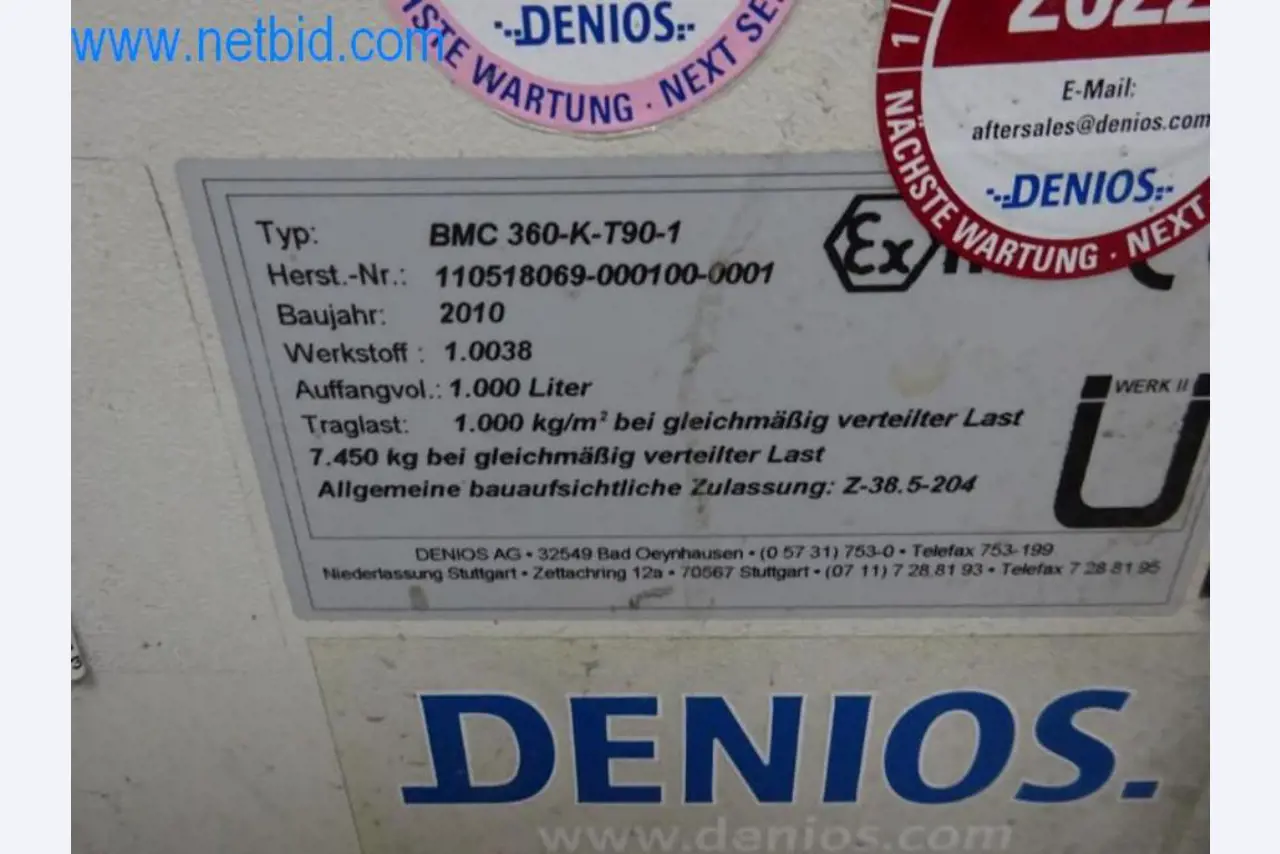 www.netbid.com
DENIOS
STE WARTUNG · NEXT SE
2022
1
E-Mail:
aftersales@denios.com
DENIOS
NÄCHSTE WARTUNG · NEXT
Typ: BMC 360-K-T90-1
Herst.-Nr.: 110518069-000100-0001
Baujahr: 2010
Werkstoff : 1.0038
Auffangvol.: 1.000 Liter
Traglast: 1.000 kg/m² bei gleichmäßig verteilter Last
7.450 kg bei gleichmäßig verteilter Last
Allgemeine bauaufsichtliche Zulassung: Z-38.5-204
Ex
WERK II
Ü
DENIOS AG • 32549 Bad Oeynhausen • (0 57 31) 753-0 • Telefax 753-199
Niederlassung Stuttgart • Zettachring 12a • 70567 Stuttgart • (07 11) 7 28 81 93 • Telefax 7 28 81 95
DENIOS.
www.denios.com